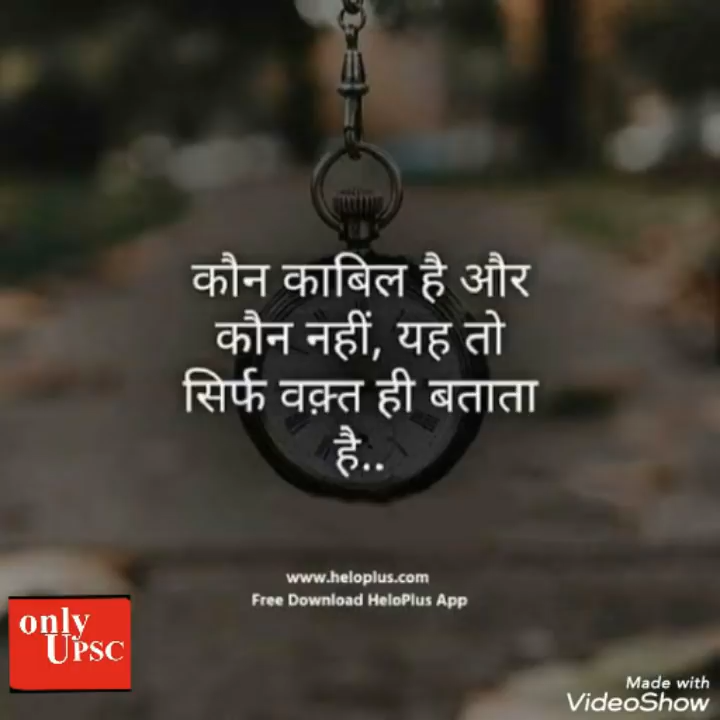 कौन काबिल है और
कौन नहीं, यह तो
सिर्फ वक़्त ही बताता
है..
www.heloplus.com
Free Download HeloPlus App
only
UPSC
Made with
VideoShow